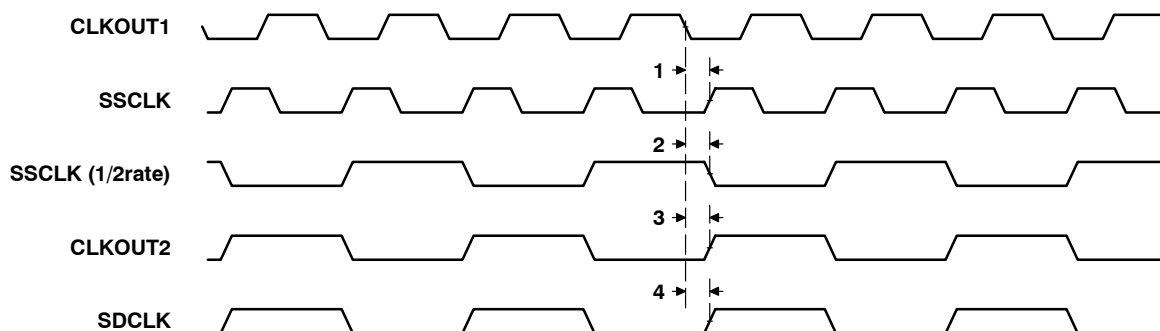 CLKOUT1
1
SSCLK
2
SSCLK (1/2rate)
3
CLKOUT2
4
SDCLK